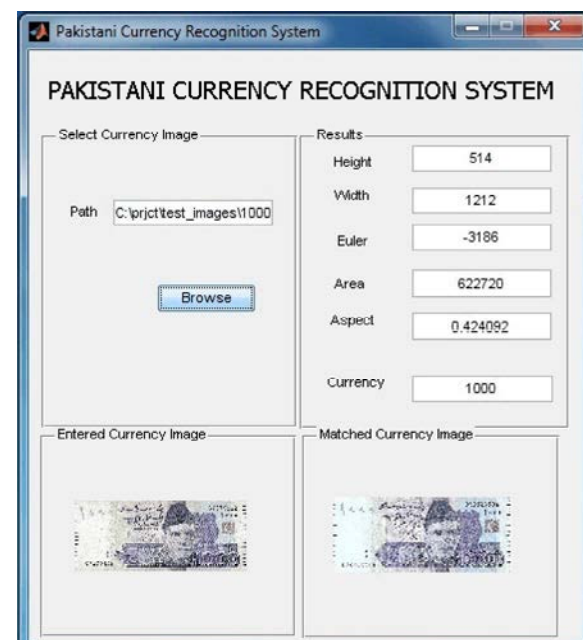 Pakistani Currency Recognition System
PAKISTANI CURRENCY RECOGNITION SYSTEM
Select Currency Image
Path C:\prjct\test_images\1000
Browse
Results
Height 514
Width 1212
Euler -3186
Area 622720
Aspect 0.424092
Currency 1000
Entered Currency Image
Matched Currency Image